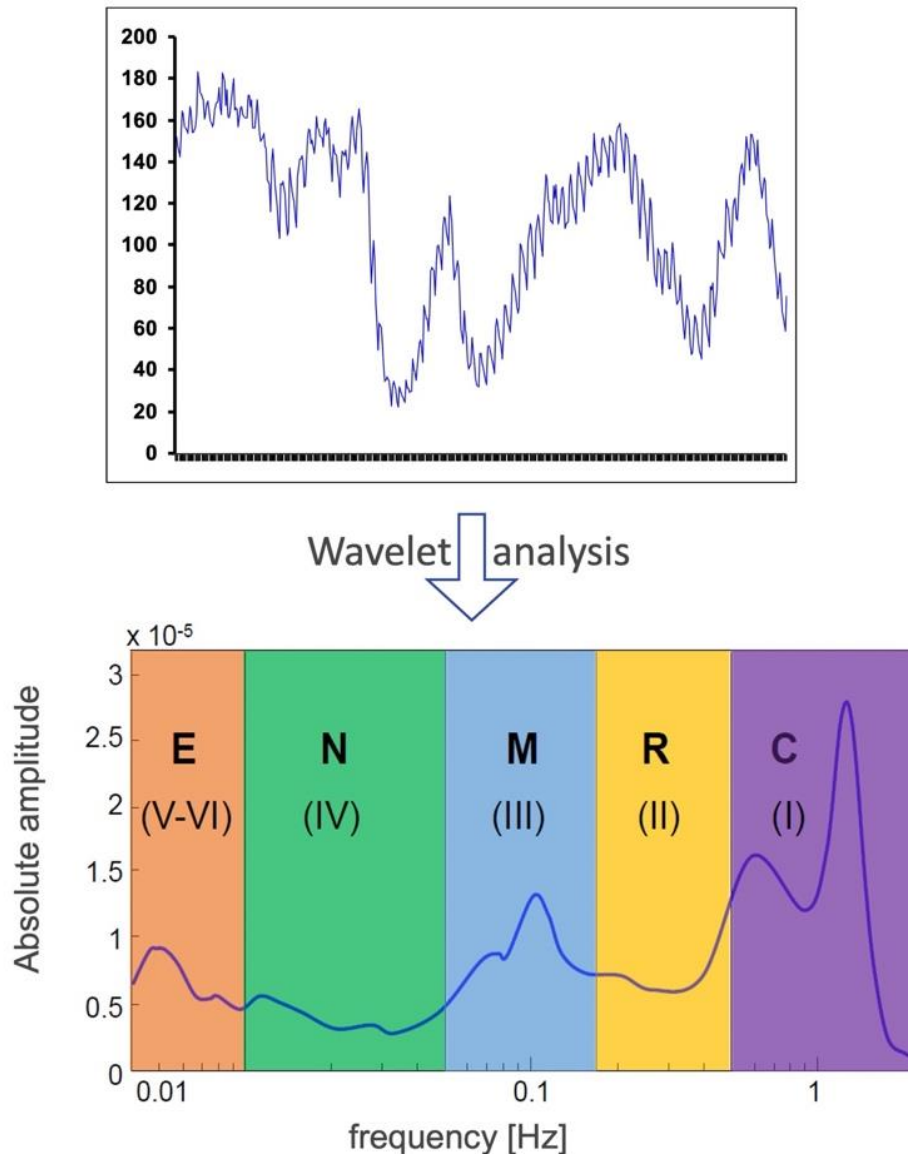 200
180
160
140
120
100
80
60
40
20
0
Wavelet analysis
x 10-5
3
2.5
2
1.5
1
0.5
0
Absolute amplitude
E N M R C
(V-VI) (IV) (III) (II) (I)
0.01 0.1 1
frequency [Hz]